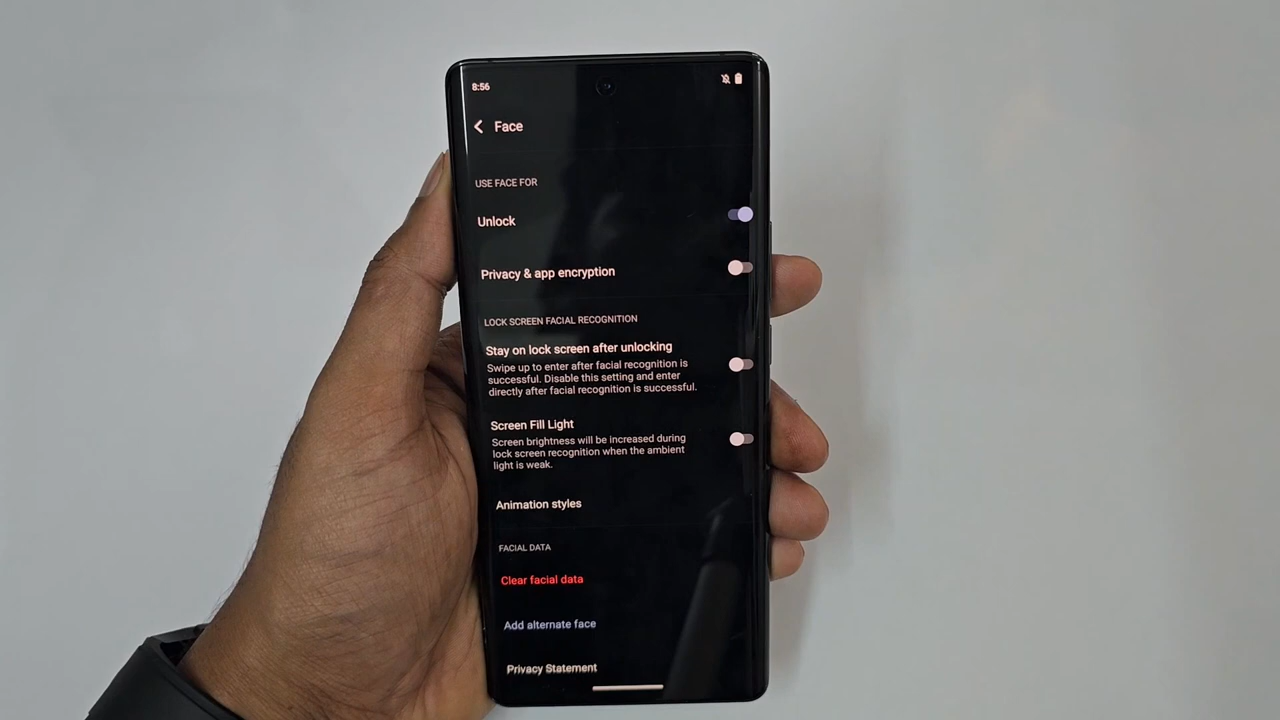 8:56
Face
USE FACE FOR
Unlock
Privacy & app encryption
LOCK SCREEN FACIAL RECOGNITION
Stay on lock screen after unlocking
Swipe up to enter after facial recognition is
successful. Disable this setting and enter
directly after facial recognition is successful.
Screen Fill Light
Screen brightness will be increased during
lock screen recognition when the ambient
light is weak.
Animation styles
FACIAL DATA
Clear facial data
Add alternate face
Privacy Statement